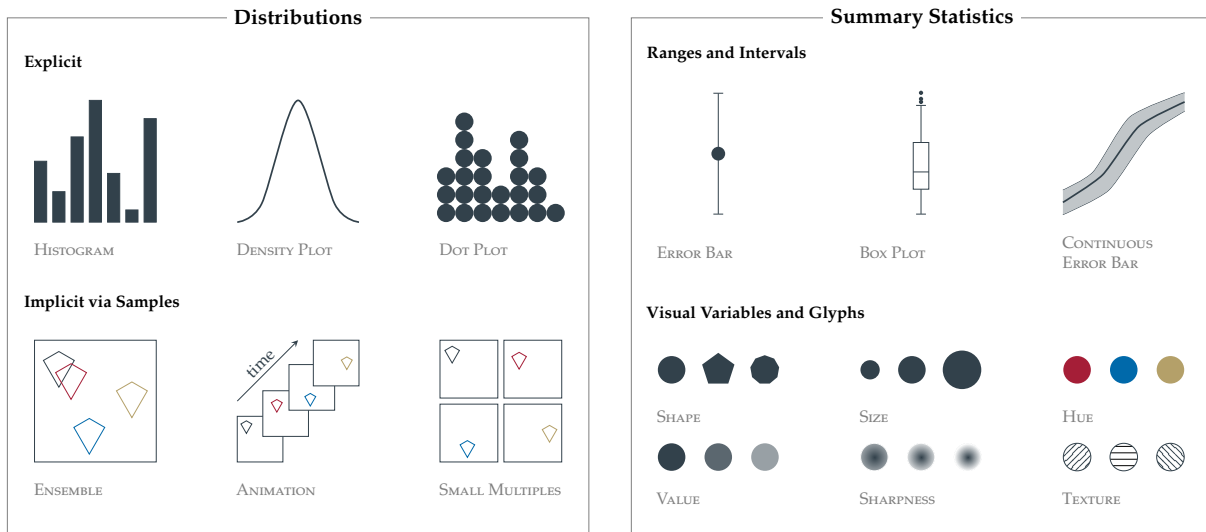 Distributions
Explicit
Histogram
Density Plot
Dot Plot
Implicit via Samples
time
Ensemble
Animation
Small Multiples
Summary Statistics
Ranges and Intervals
Error Bar
Box Plot
Continuous
Error Bar
Visual Variables and Glyphs
Shape
Size
Hue
Value
Sharpness
Texture